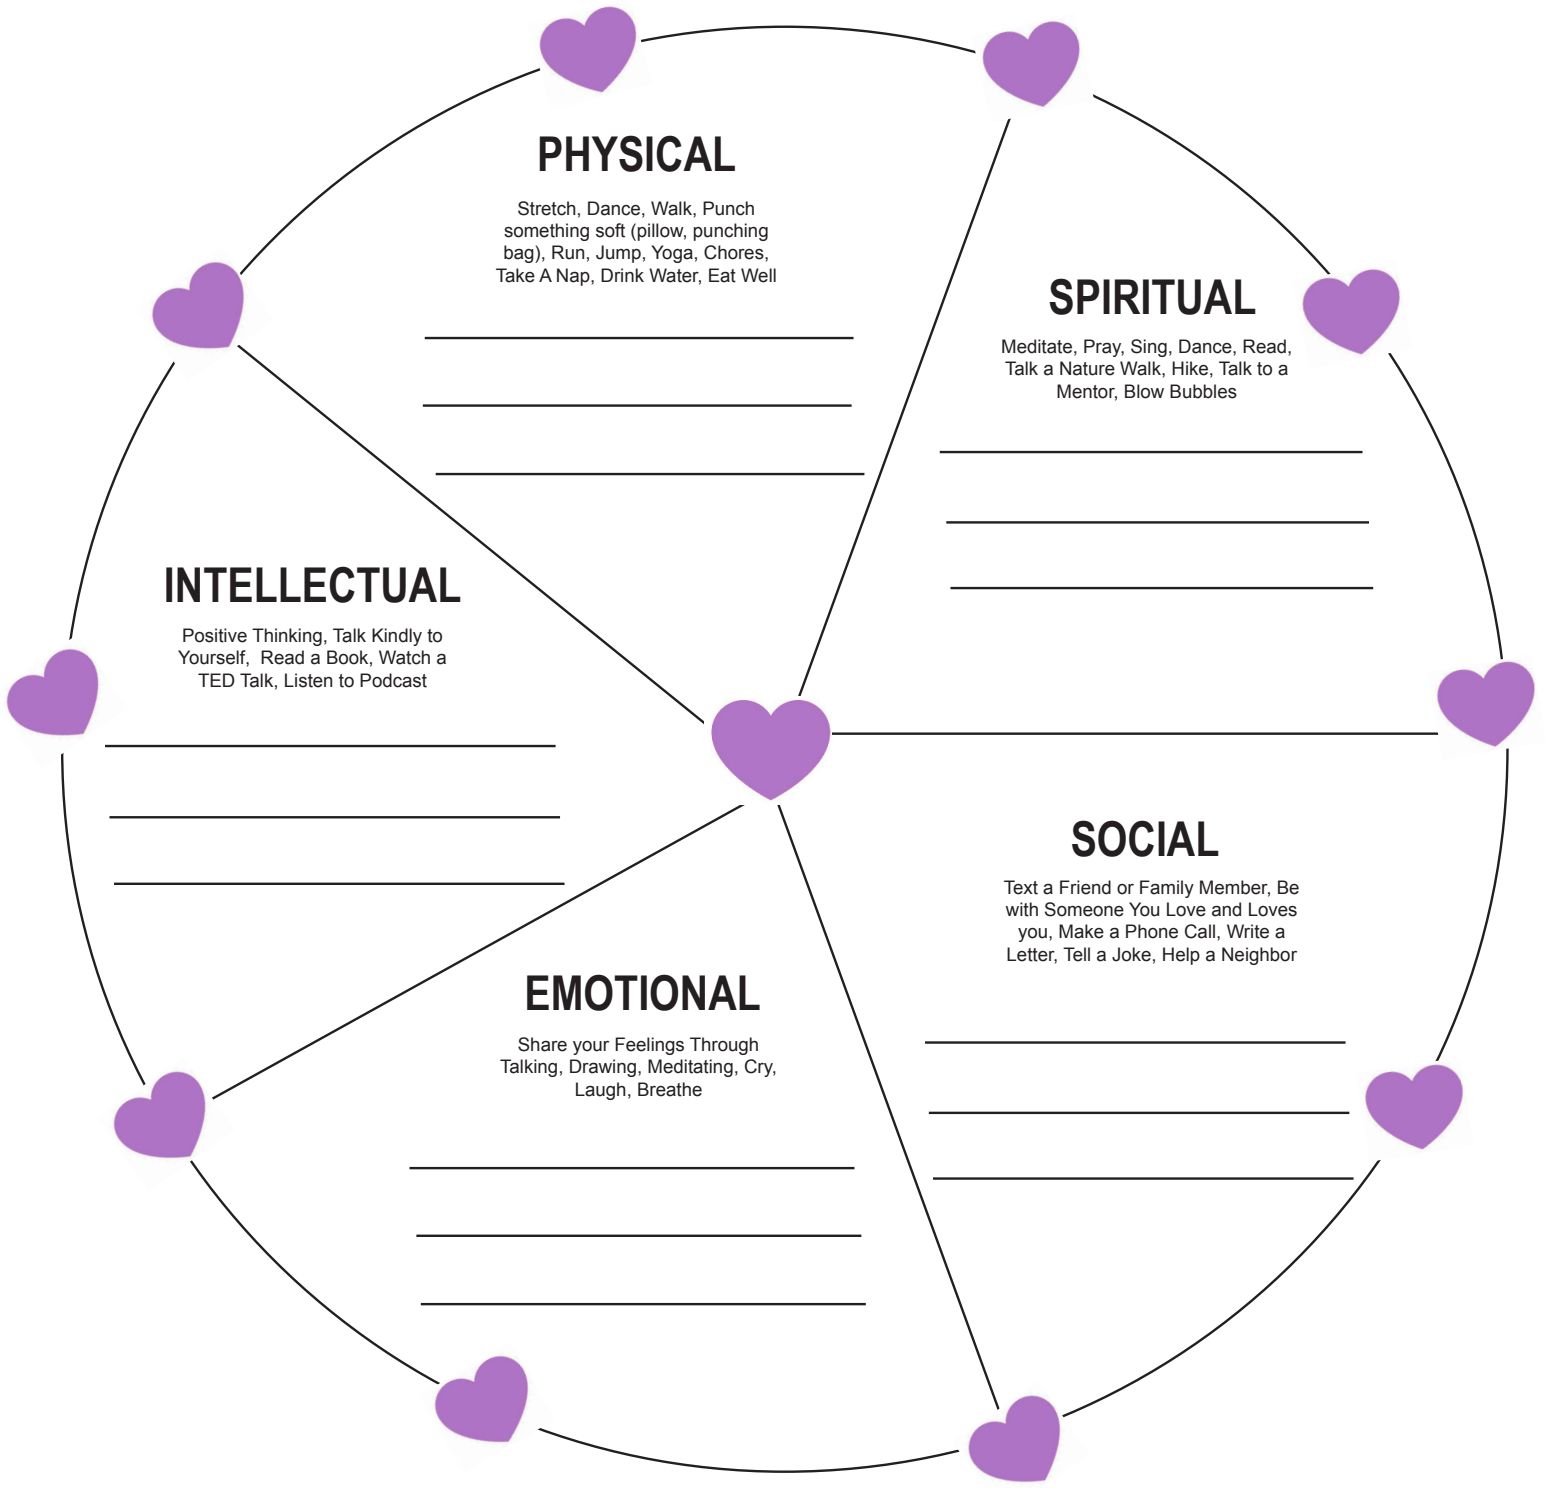 PHYSICAL
Stretch, Dance, Walk, Punch
something soft (pillow, punching
bag), Run, Jump, Yoga, Chores,
Take A Nap, Drink Water, Eat Well
SPIRITUAL
Meditate, Pray, Sing, Dance, Read,
Talk a Nature Walk, Hike, Talk to a
Mentor, Blow Bubbles
INTELLECTUAL
Positive Thinking, Talk Kindly to
Yourself,  Read a Book, Watch a
TED Talk, Listen to Podcast
SOCIAL
Text a Friend or Family Member, Be
with Someone You Love and Loves
you, Make a Phone Call, Write a
Letter, Tell a Joke, Help a Neighbor
EMOTIONAL
Share your Feelings Through
Talking, Drawing, Meditating, Cry,
Laugh, Breathe